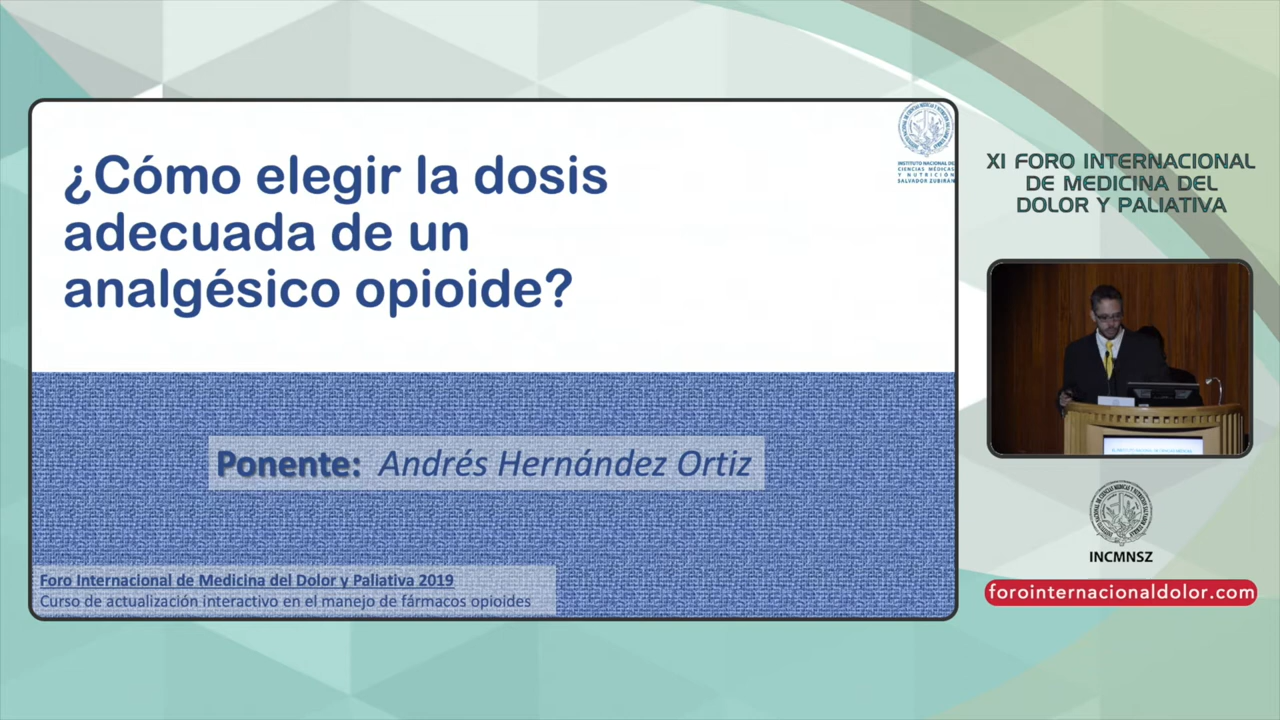 ¿Cómo elegir la dosis
adecuada de un
analgésico opioide?
INSTITUTO NACIONAL DE
CIENCIAS MÉDICAS
Y NUTRICIÓN
SALVADOR ZUBIRÁN
Ponente: Andrés Hernández Ortiz
Foro Internacional de Medicina del Dolor y Paliativa 2019
Curso de actualización interactivo en el manejo de fármacos opioides
XI FORO INTERNACIONAL
DE MEDICINA DEL
DOLOR Y PALIATIVA
INCMNSZ
forointernacionaldolor.com